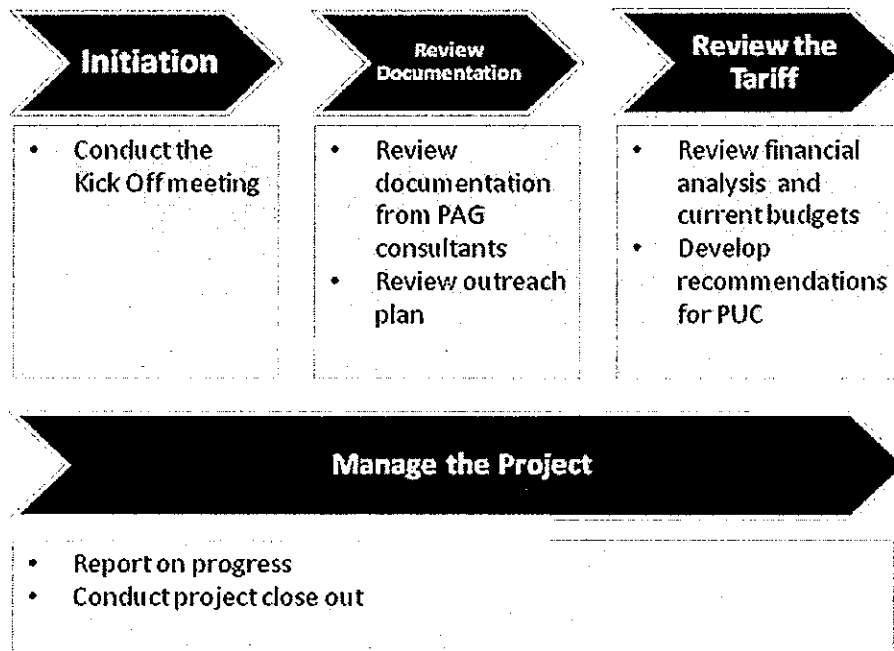 Initiation
• Conduct the
Kick Off meeting
Review
Documentation
• Review
documentation
from PAG
consultants
• Review outreach
plan
Review the
Tariff
• Review financial
analysis and
current budgets
• Develop
recommendations
for PUC
Manage the Project
• Report on progress
• Conduct project close out